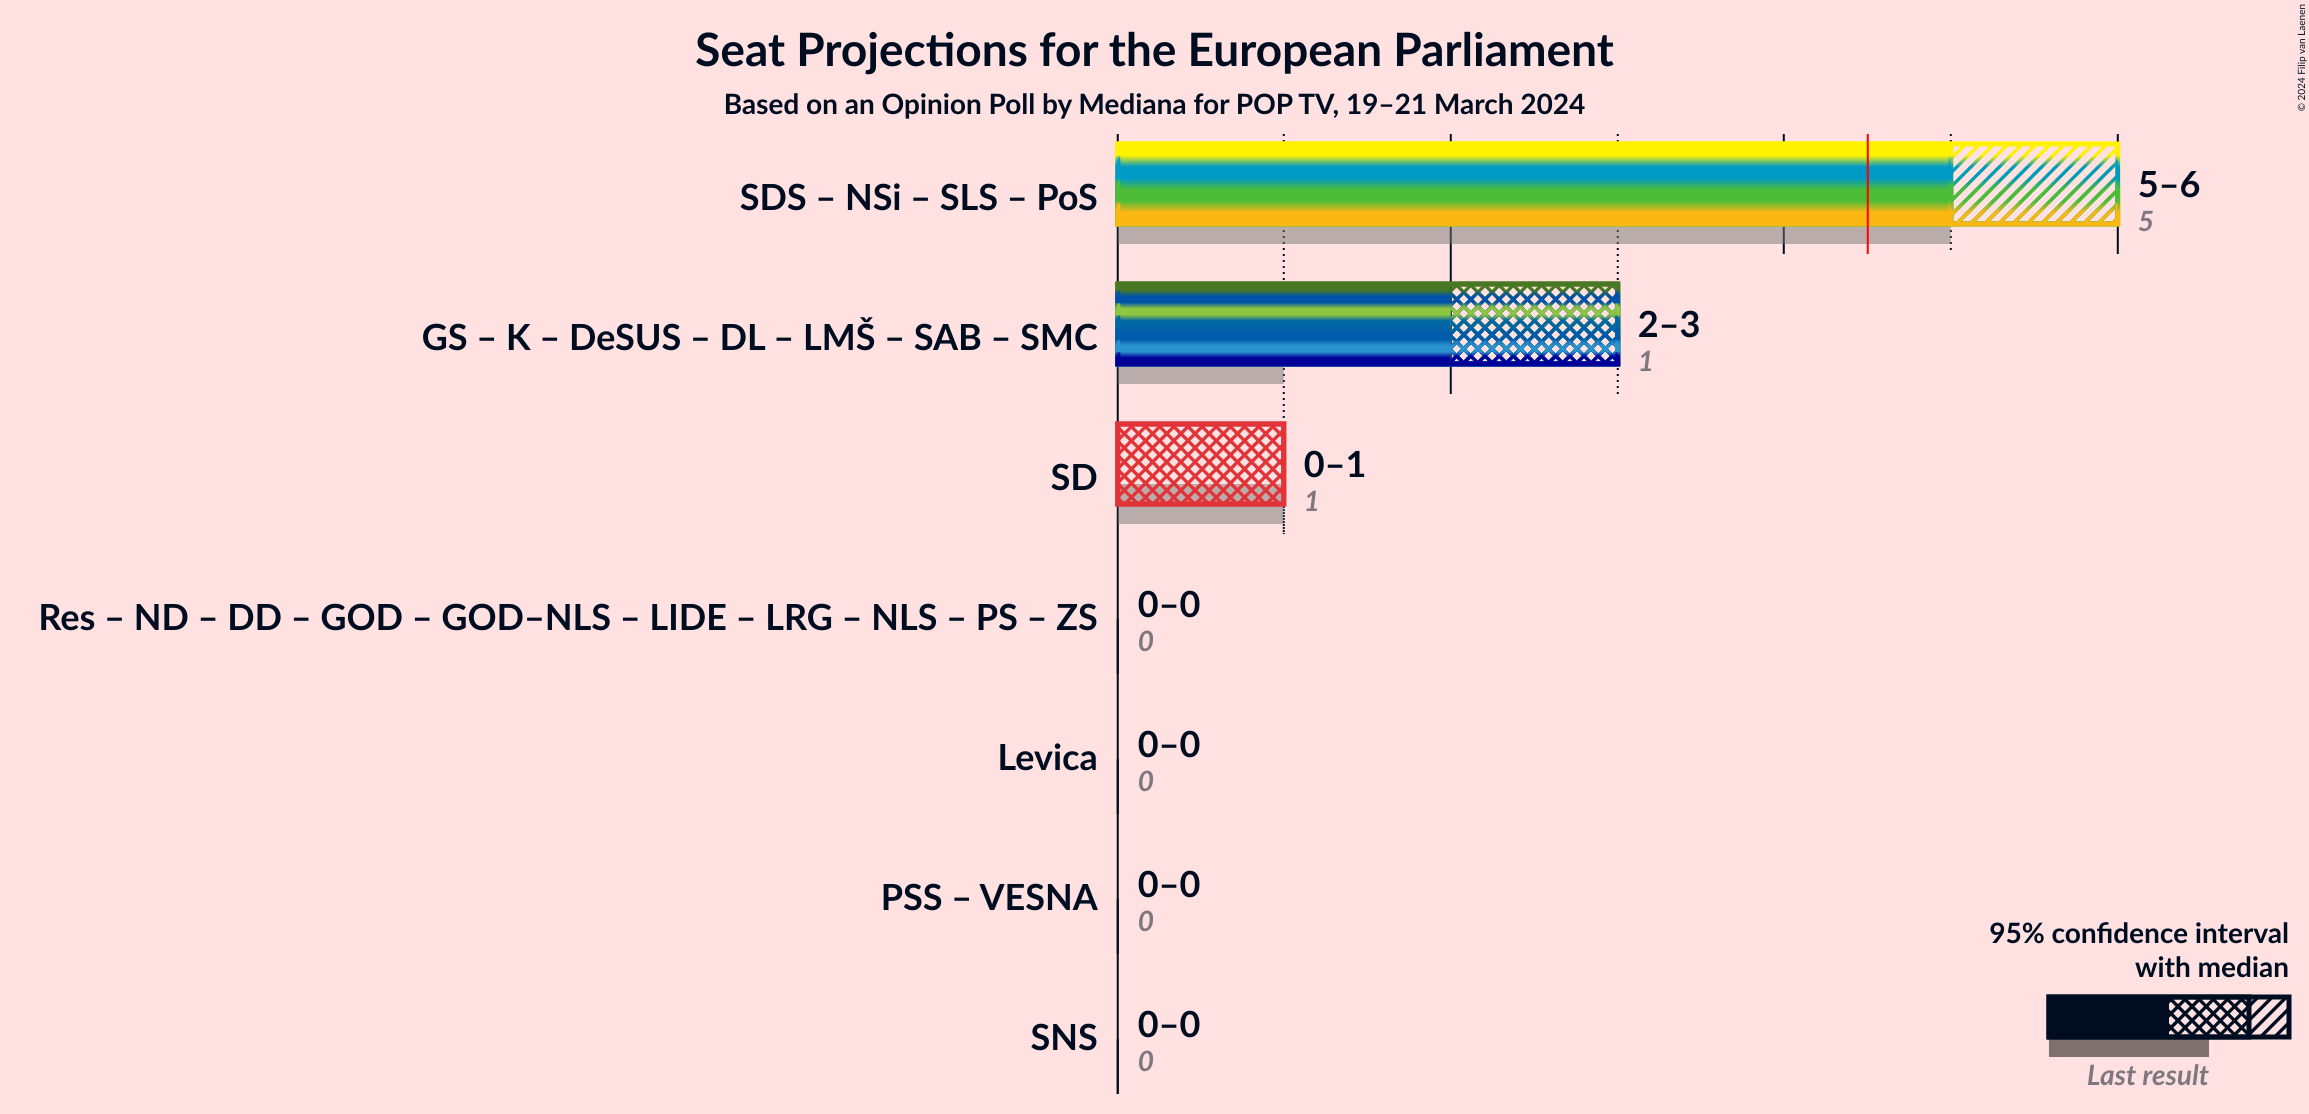 Seat Projections for the European Parliament
Based on an Opinion Poll by Mediana for POP TV, 19–21 March 2024
© 2024 Filip van Laenen
SDS – NSi – SLS – PoS
5–6
5
GS – K – DeSUS – DL – LMŠ – SAB – SMC
2–3
1
SD
0–1
1
Res – ND – DD – GOD – GOD–NLS – LIDE – LRG – NLS – PS – ZS
0–0
0
Levica
0–0
0
PSS – VESNA
0–0
0
SNS
0–0
0
95% confidence interval
with median
Last result